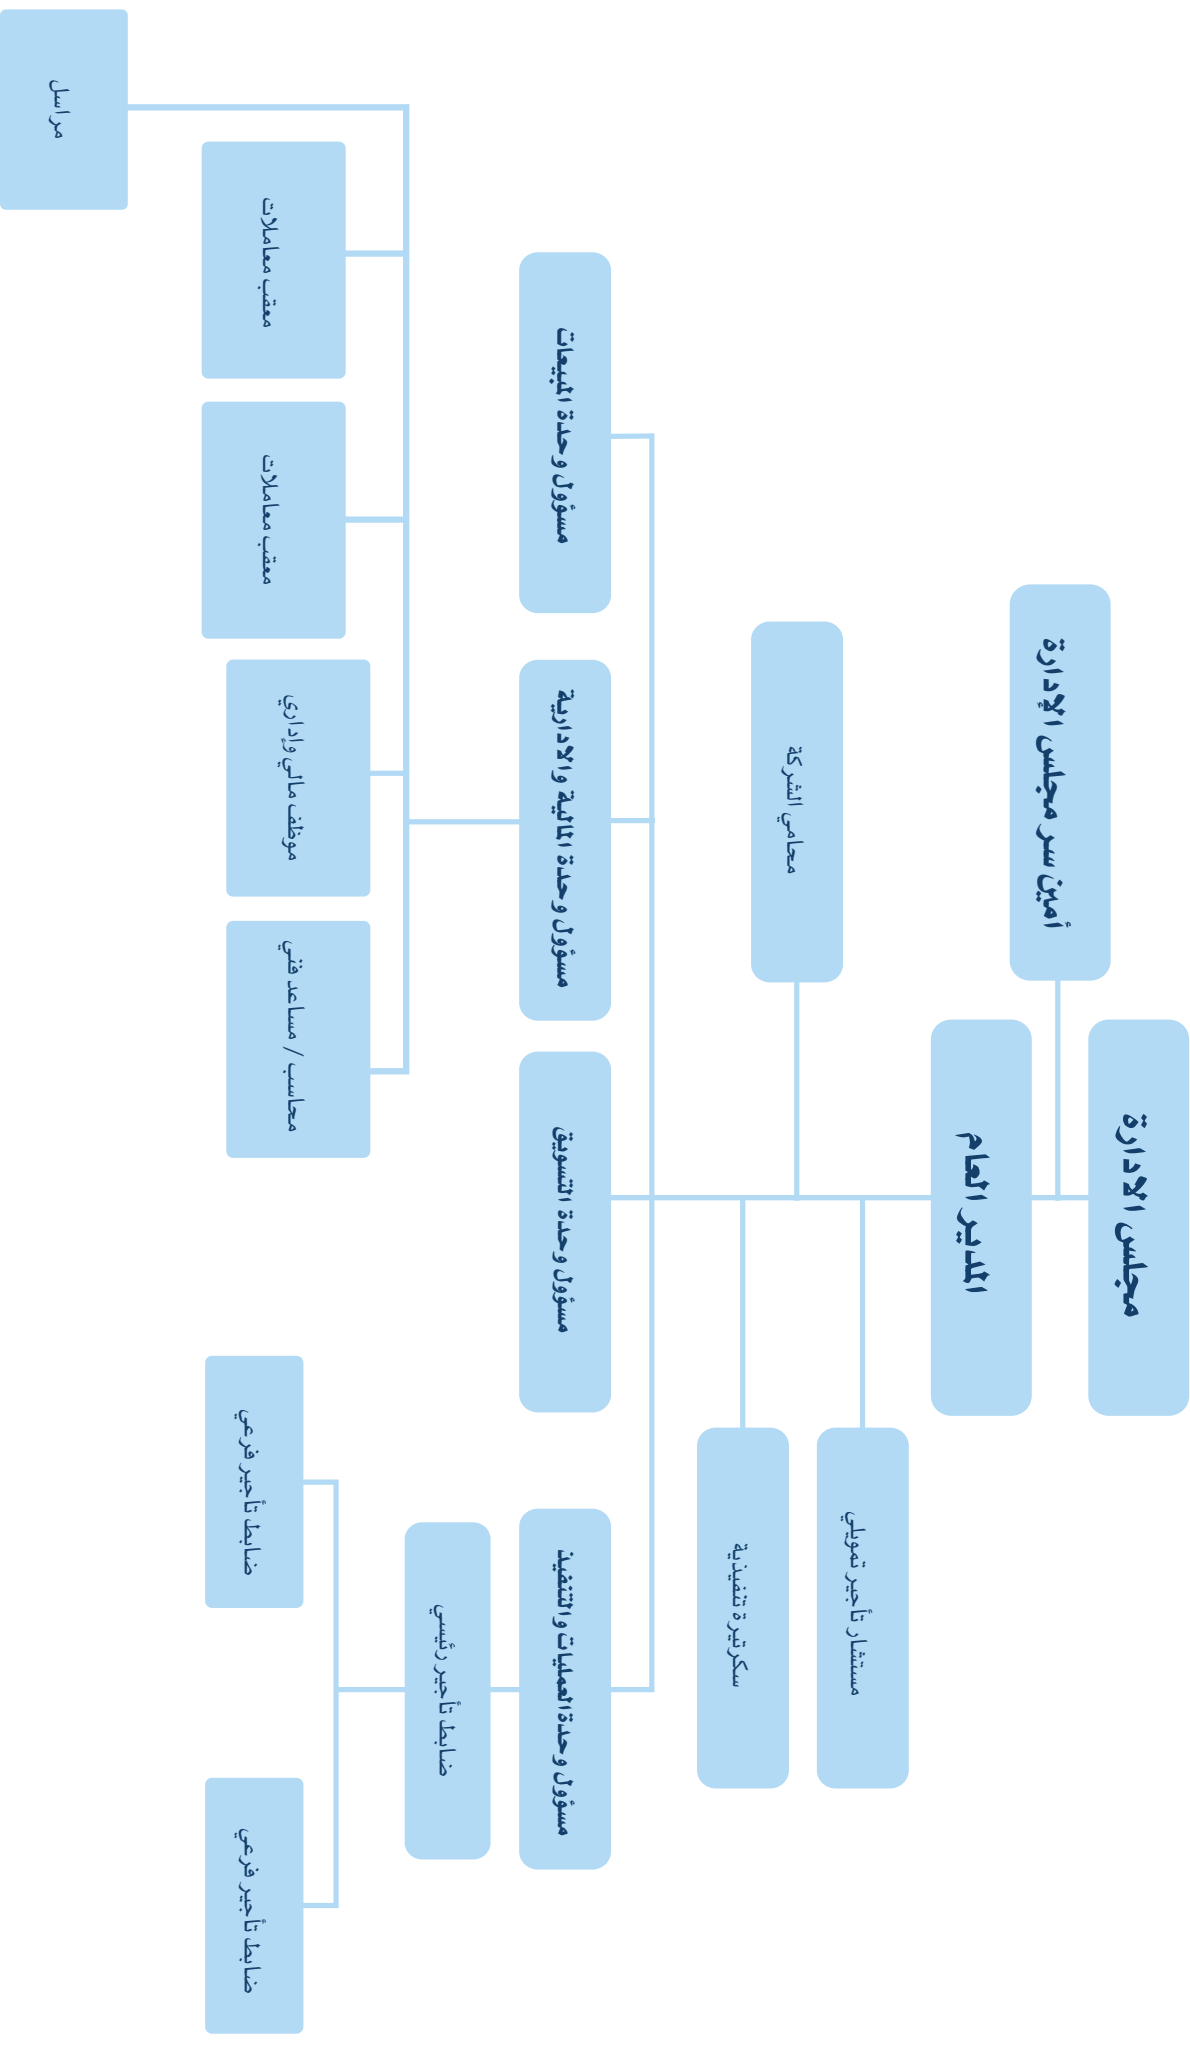 مجلس الادارة
أمين سر مجلس الإدارة
المدير العام
مستشار تأجير تمويلي
محامي الشركة
سكرتيرة تنفيذية
مسؤول وحدة العمليات والتنفيذ
مسؤول وحدة التسويق
مسؤول وحدة المالية والادارية
مسؤول وحدة المبيعات
ضابط تأجير رئيسي
ضابط تأجير فرعي
ضابط تأجير فرعي
محاسب / مساعد فني
موظف مالي وإداري
معقب معاملات
معقب معاملات
مراسل